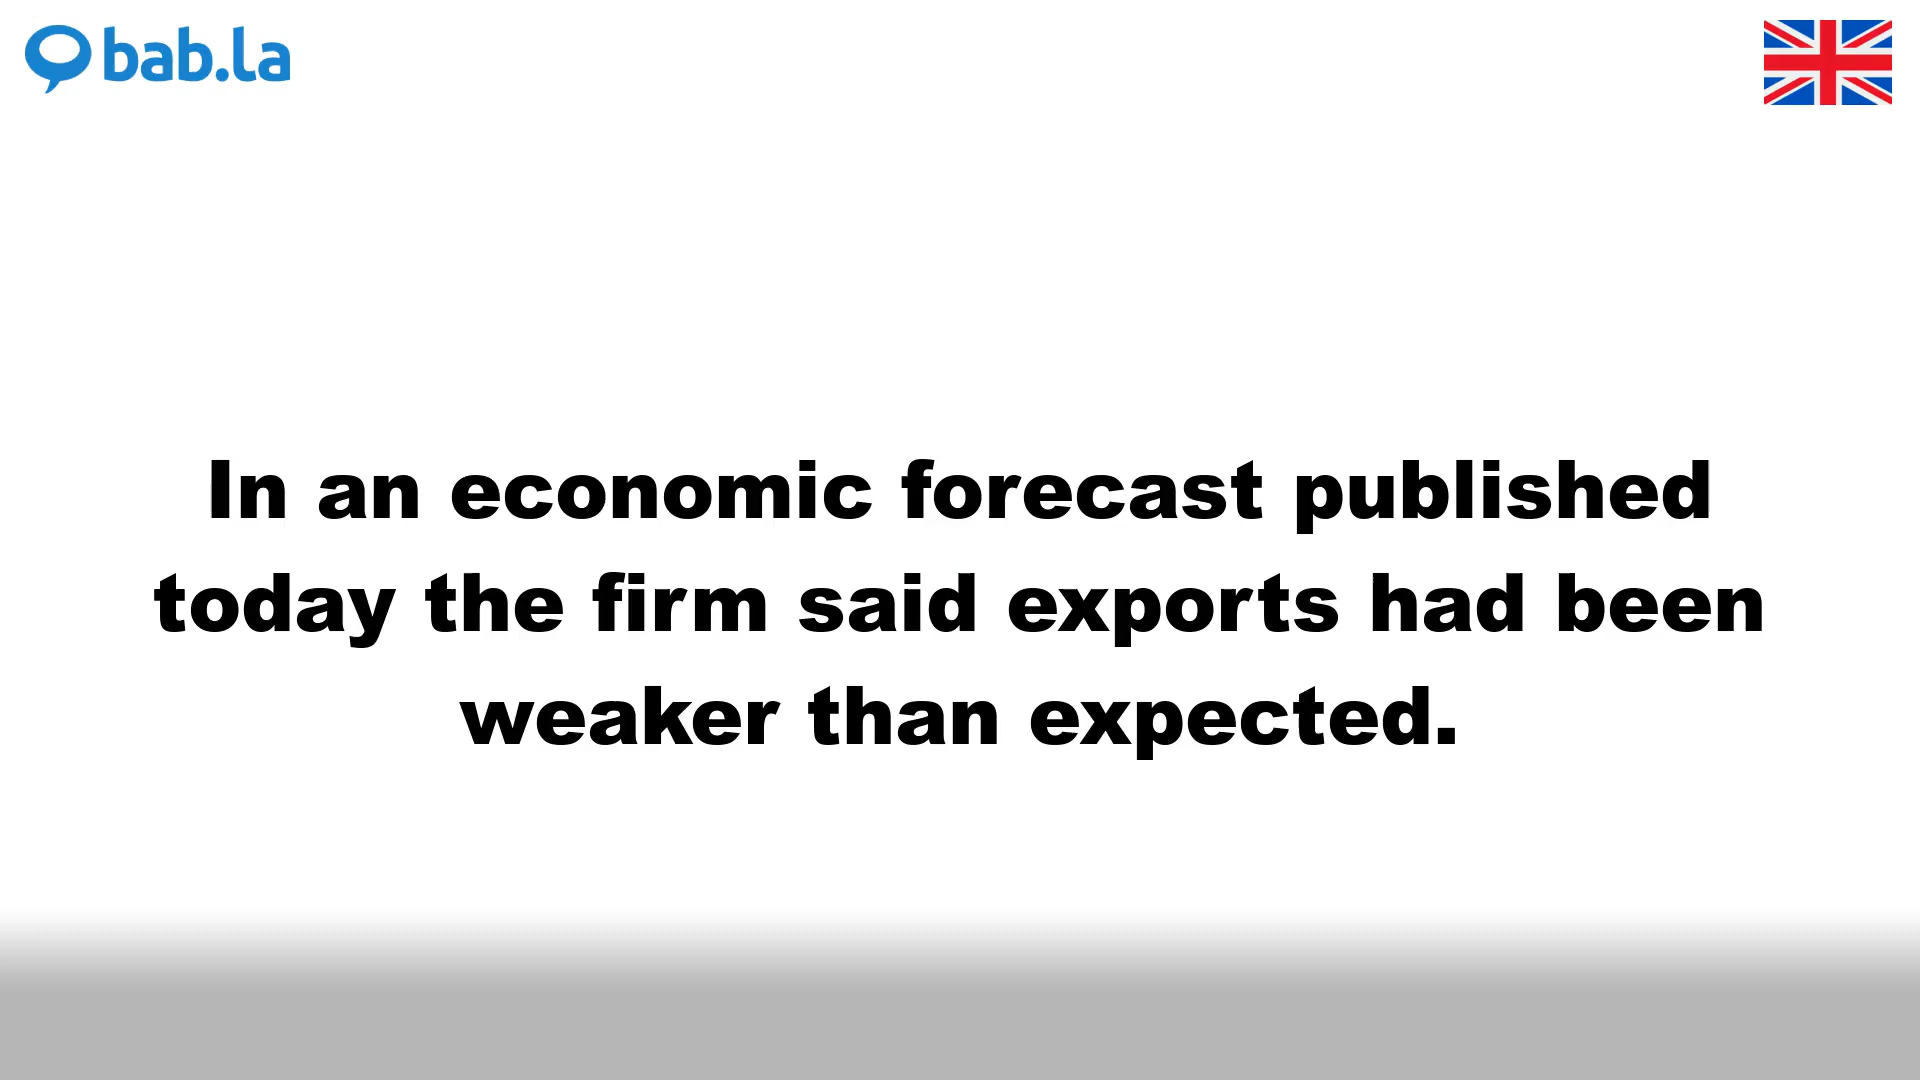 bab.la
In an economic forecast published
today the firm said exports had been
weaker than expected.